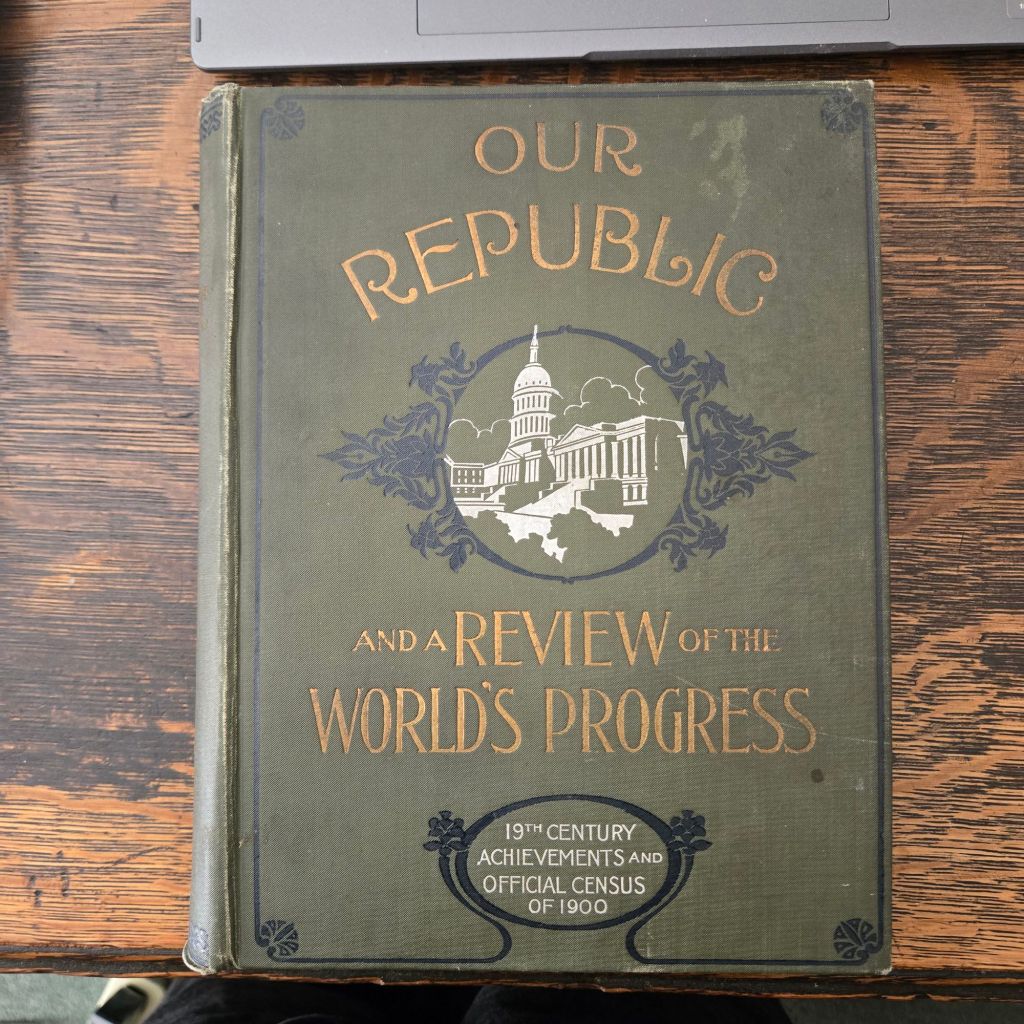 OUR
REPUBLIC
AND A REVIEW OF THE
WORLD'S PROGRESS
19TH CENTURY
ACHIEVEMENTS AND
OFFICIAL CENSUS
OF 1900